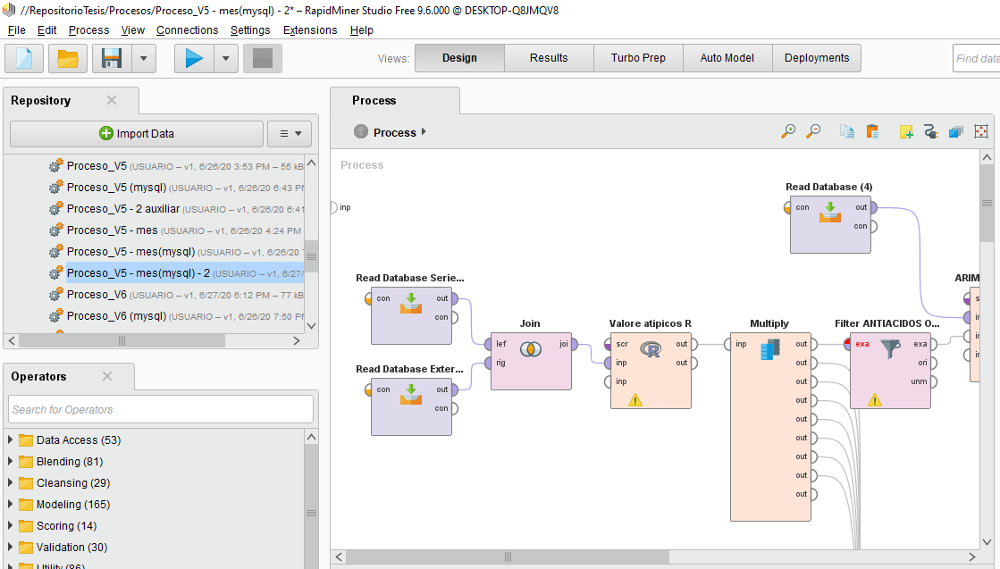 //RepositorioTesis/Procesos/Proceso_V5 - mes(mysql) - 2* – RapidMiner Studio Free 9.6.000 @ DESKTOP-Q8JMQV8
File Edit Process View Connections Settings Extensions Help
Views: Design Results Turbo Prep Auto Model Deployments Find data
Repository
Import Data
Proceso_V5 (USUARIO – v1, 6/26/20 3:53 PM – 55 kB
Proceso_V5 (mysql) (USUARIO – v1, 6/26/20 6:43 PM
Proceso_V5 - 2 auxiliar (USUARIO – v1, 6/26/20 6:41
Proceso_V5 - mes (USUARIO – v1, 6/26/20 4:24 PM
Proceso_V5 - mes(mysql) (USUARIO – v1, 6/26/20
Proceso_V5 - mes(mysql) - 2 (USUARIO – v1, 6/27/
Proceso_V6 (USUARIO – v1, 6/27/20 6:12 PM – 77 kB
Proceso_V6 (mysql) (USUARIO – v1, 6/26/20 7:50 PM
Operators
Search for Operators
Data Access (53)
Blending (81)
Cleansing (29)
Modeling (165)
Scoring (14)
Validation (30)
Utility (86)
Process
Process
Process
inp
Read Database (4)
con out
con
Read Database Serie...
con out
con
Read Database Exter...
con out
con
Join
lef joi
rig
Valore atipicos R
scr out
inp out
inp
Multiply
inp out
out
out
out
out
out
out
out
out
Filter ANTIACIDOS O...
exa exa
ori
unm
ARIM